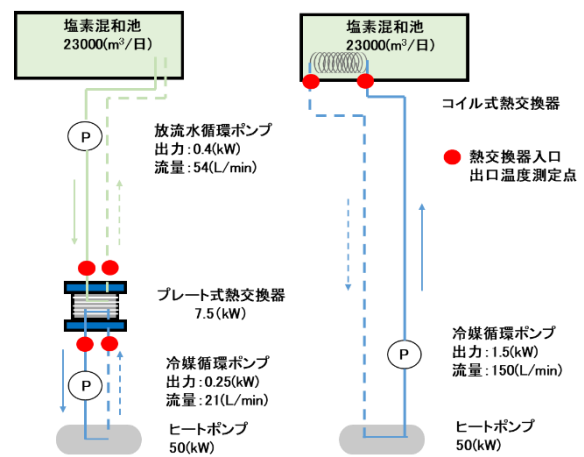 塩素混和池
23000(m³/日)
P
放流水循環ポンプ
出力：0.4(kW)
流量：54(L/min)
プレート式熱交換器
7.5(kW)
P
冷媒循環ポンプ
出力：0.25(kW)
流量：21(L/min)
ヒートポンプ
50(kW)
塩素混和池
23000(m³/日)
コイル式熱交換器
熱交換器入口
出口温度測定点
P
冷媒循環ポンプ
出力：1.5(kW)
流量：150(L/min)
ヒートポンプ
50(kW)